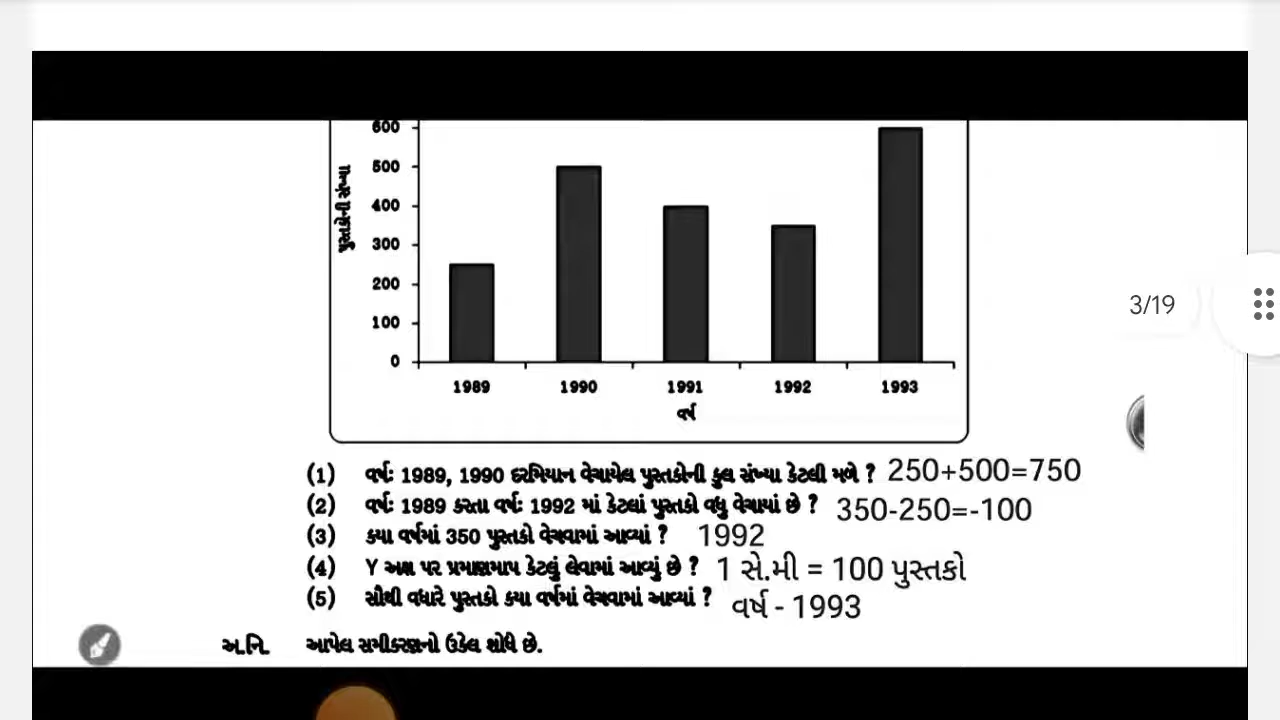 600
500
400
300
200
100
0
પુસ્તકોની સંખ્યા
1989 1990 1991 1992 1993
વર્ષ
3/19
(1) વર્ષઃ 1989, 1990 દરમિયાન વેચાયેલ પુસ્તકોની કુલ સંખ્યા કેટલી મળે ? 250+500=750
(2) વર્ષઃ 1989 કરતા વર્ષઃ 1992 માં કેટલાં પુસ્તકો વધુ વેચાયાં છે ? 350-250=-100
(3) કયા વર્ષમાં 350 પુસ્તકો વેચવામાં આવ્યાં ? 1992
(4) Y અક્ષ પર પ્રમાણમાપ કેટલું લેવામાં આવ્યું છે ? 1 સે.મી = 100 પુસ્તકો
(5) સૌથી વધારે પુસ્તકો કયા વર્ષમાં વેચવામાં આવ્યાં ? વર્ષ - 1993
અ.નિ. આપેલ સમીકરણનો ઉકેલ શોધે છે.